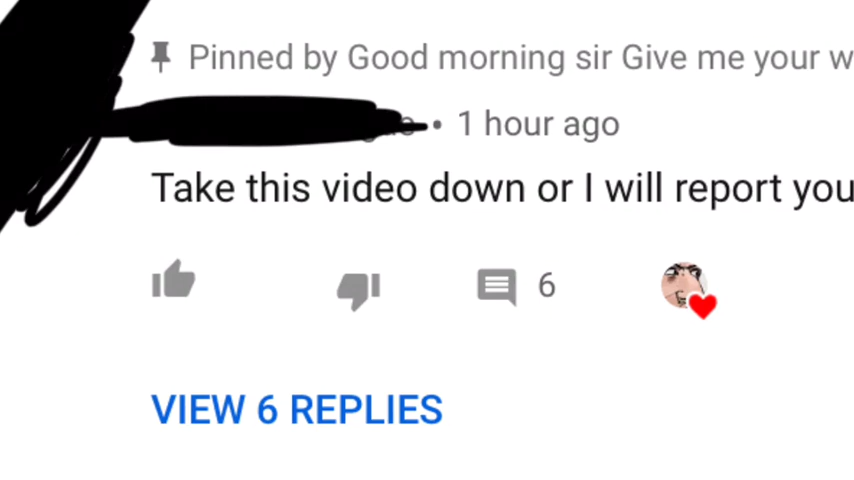 Pinned by Good morning sir Give me your w
• 1 hour ago
Take this video down or I will report you
6
VIEW 6 REPLIES